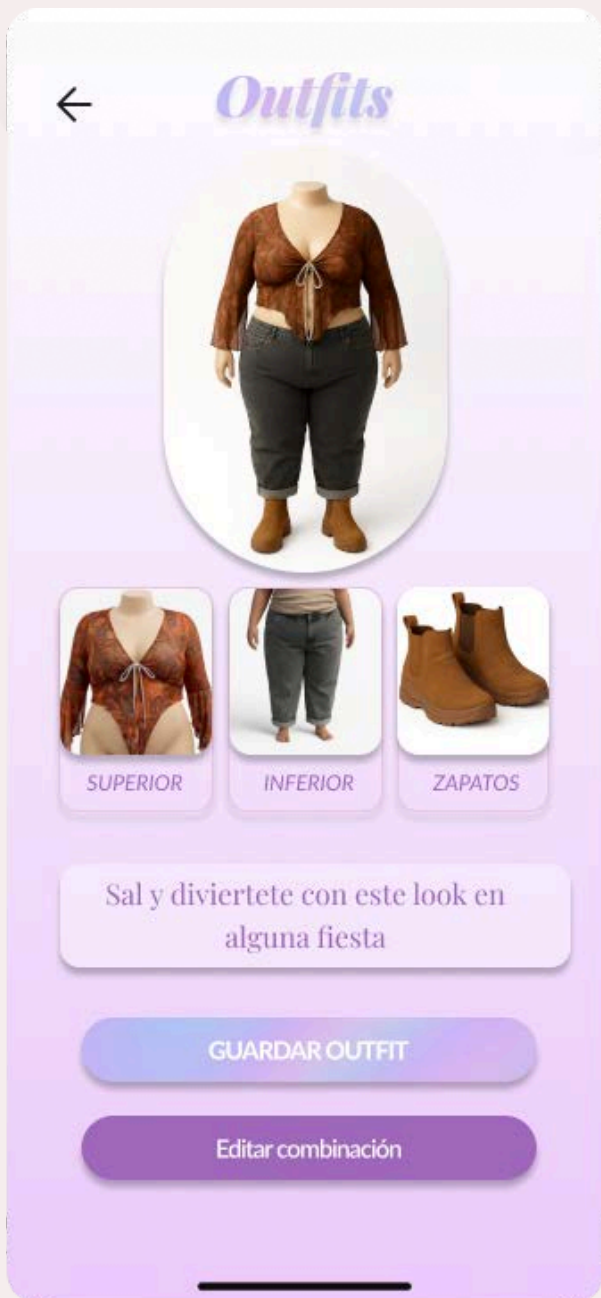 Outfits
SUPERIOR
INFERIOR
ZAPATOS
Sal y diviertete con este look en
alguna fiesta
GUARDAR OUTFIT
Editar combinación